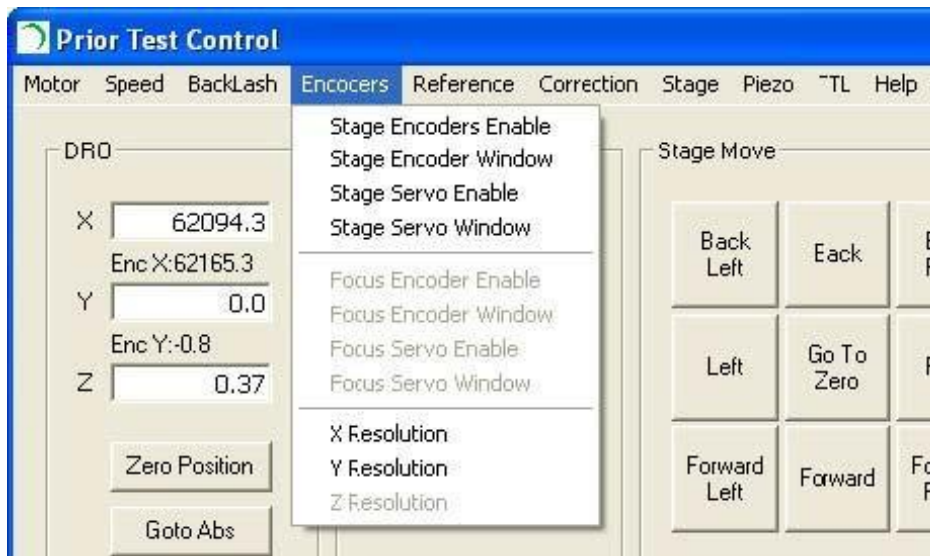 Prior Test Control
Motor Speed BackLash Encocers Reference Correction Stage Piezo TL Help
DRO
X 62094.3
Enc X:62165.3
Y 0.0
Enc Y:-0.8
Z 0.37
Zero Position
Goto Abs
Stage Encoders Enable
Stage Encoder Window
Stage Servo Enable
Stage Servo Window
Focus Encoder Enable
Focus Encoder Window
Focus Servo Enable
Focus Servo Window
X Resolution
Y Resolution
Z Resolution
Stage Move
Back
Left
Eack
Left
Go To
Zero
Forward
Left
Forward